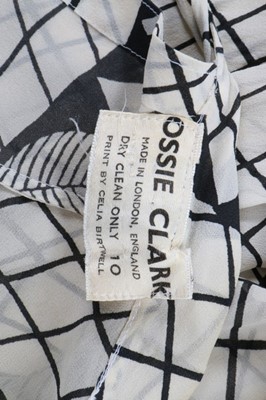 OSSIE CLARK
MADE IN LONDON, ENGLAND
DRY CLEAN ONLY 10
PRINT BY CELIA BIRTWELL